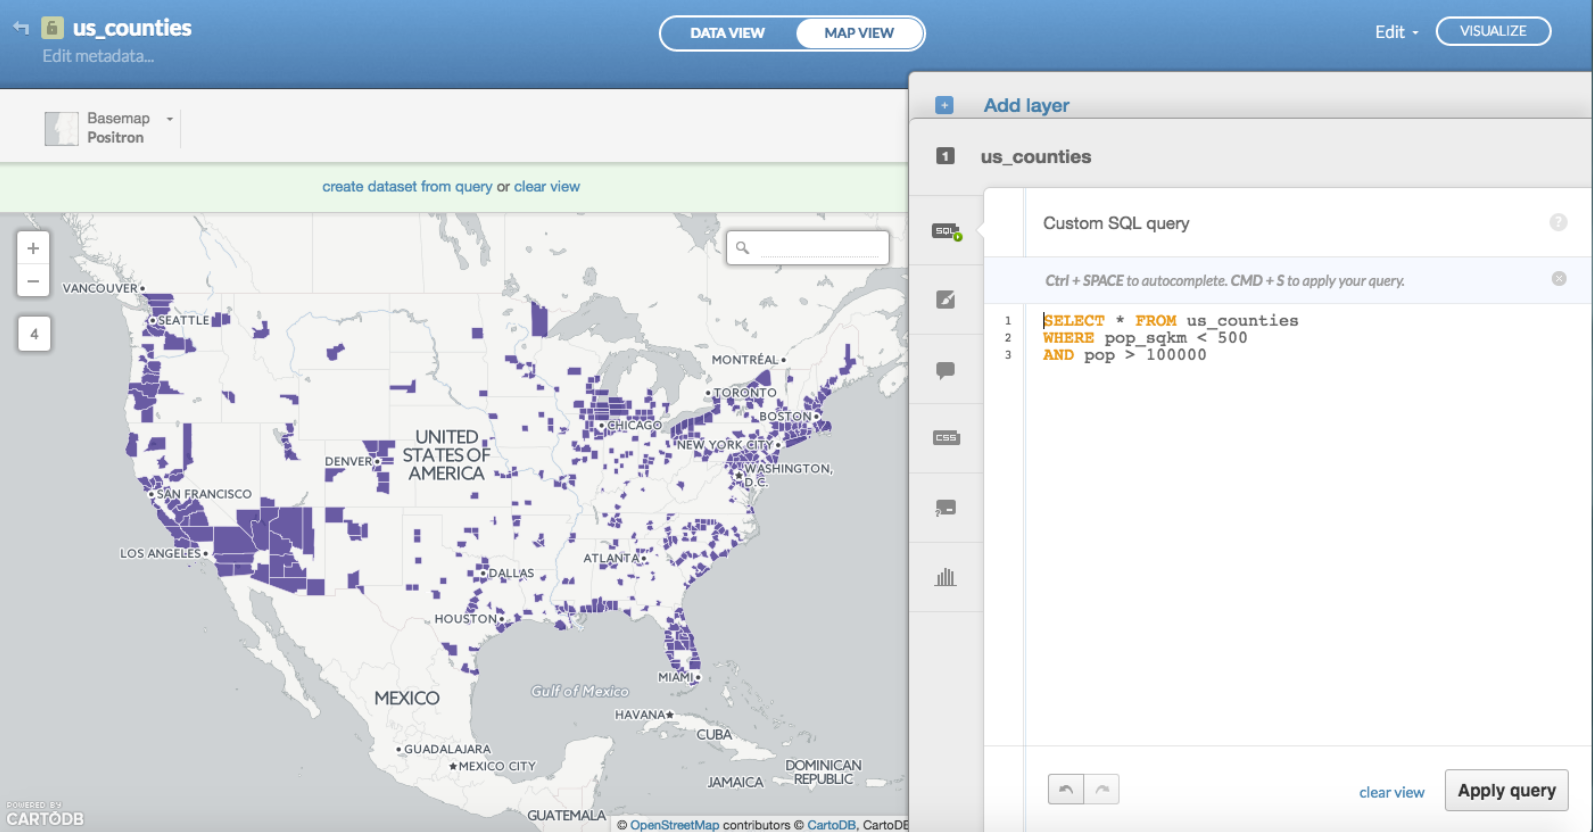 us_counties
Edit metadata...
DATA VIEW
MAP VIEW
Edit
VISUALIZE
Basemap
Positron
create dataset from query or clear view
+
−
4
VANCOUVER
SEATTLE
MONTRÉAL
TORONTO
BOSTON
CHICAGO
NEW YORK CITY
UNITED
STATES OF
AMERICA
DENVER
WASHINGTON,
D.C.
SAN FRANCISCO
LOS ANGELES
ATLANTA
DALLAS
HOUSTON
MIAMI
Gulf of Mexico
MEXICO
HAVANA
CUBA
GUADALAJARA
MEXICO CITY
DOMINICAN
REPUBLIC
JAMAICA
GUATEMALA
POWERED BY
CARTODB
© OpenStreetMap contributors © CartoDB, CartoDB
+ Add layer
1 us_counties
SQL
CSS
Custom SQL query
?
Ctrl + SPACE to autocomplete. CMD + S to apply your query.
1 SELECT * FROM us_counties
2 WHERE pop_sqkm < 500
3 AND pop > 100000
clear view
Apply query